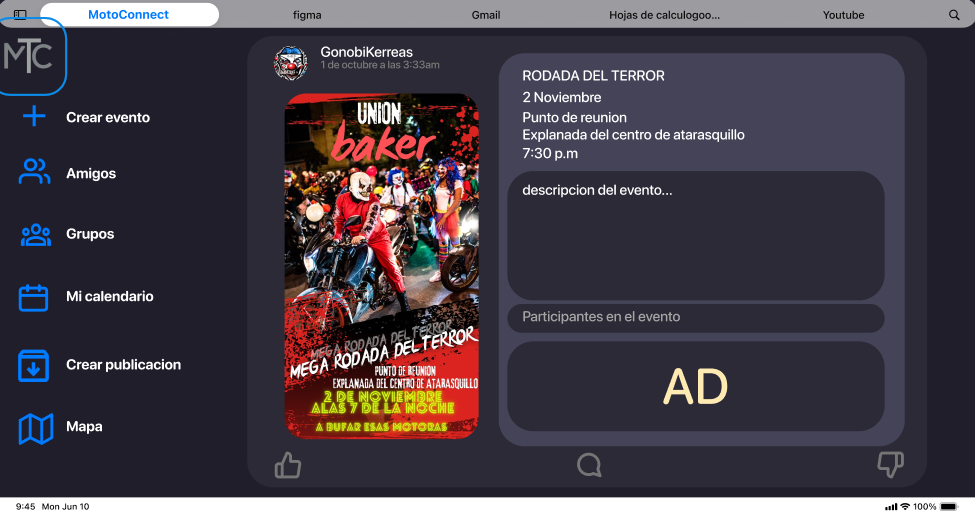 MotoConnect
figma
Gmail
Hojas de calculogoo...
Youtube
MTC
Crear evento
Amigos
Grupos
Mi calendario
Crear publicacion
Mapa
GonobiKerreas
1 de octubre a las 3:33am
UNION
baker
MEGA RODADA DEL TERROR
MEGA RODADA DEL TERROR
PUNTO DE REUNION
EXPLANADA DEL CENTRO DE ATARASQUILLO
2 DE NOVIEMBRE
ALAS 7 DE LA NOCHE
A BUFAR ESAS MOTORAS
RODADA DEL TERROR
2 Noviembre
Punto de reunion
Explanada del centro de atarasquillo
7:30 p.m
descripcion del evento...
Participantes en el evento
AD
9:45 Mon Jun 10
100%